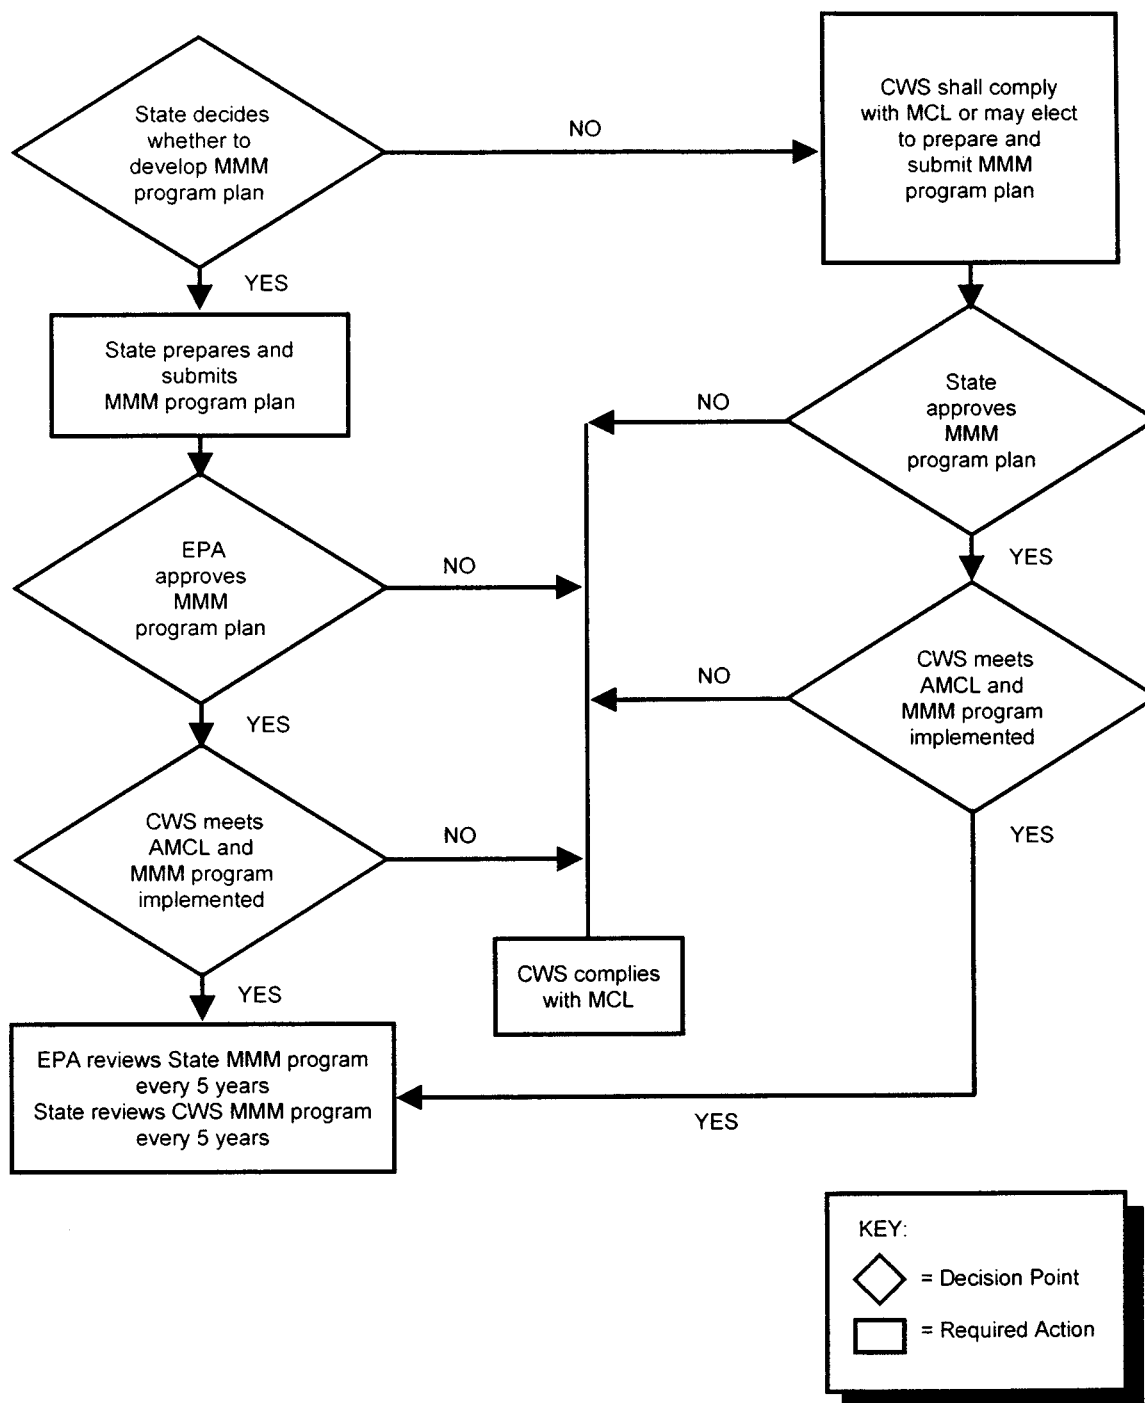 State decides
whether to
develop MMM
program plan
NO
CWS shall comply
with MCL or may elect
to prepare and
submit MMM
program plan
YES
State prepares and
submits
MMM program plan
NO
State
approves
MMM
program plan
EPA
approves
MMM
program plan
NO
YES
YES
NO
CWS meets
AMCL and
MMM program
implemented
CWS meets
AMCL and
MMM program
implemented
NO
YES
YES
CWS complies
with MCL
EPA reviews State MMM program
every 5 years
State reviews CWS MMM program
every 5 years
YES
KEY:
= Decision Point
= Required Action